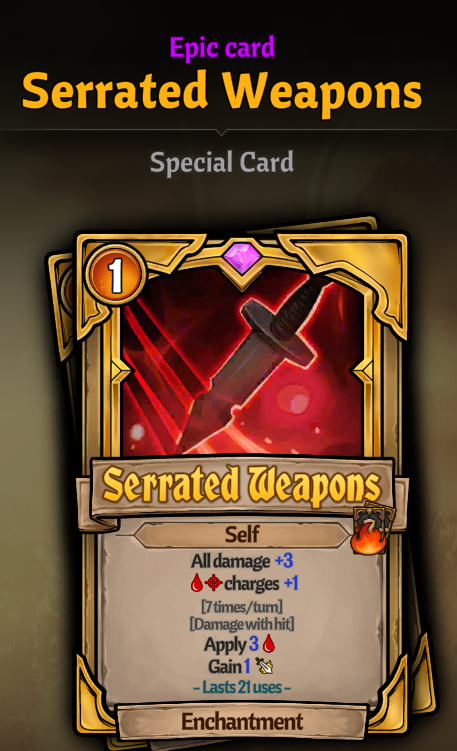 Epic card
Serrated Weapons
Special Card
1
Serrated Weapons
Self
All damage +3
charges +1
[7 times/turn]
[Damage with hit]
Apply 3
Gain 1
- Lasts 21 uses -
Enchantment